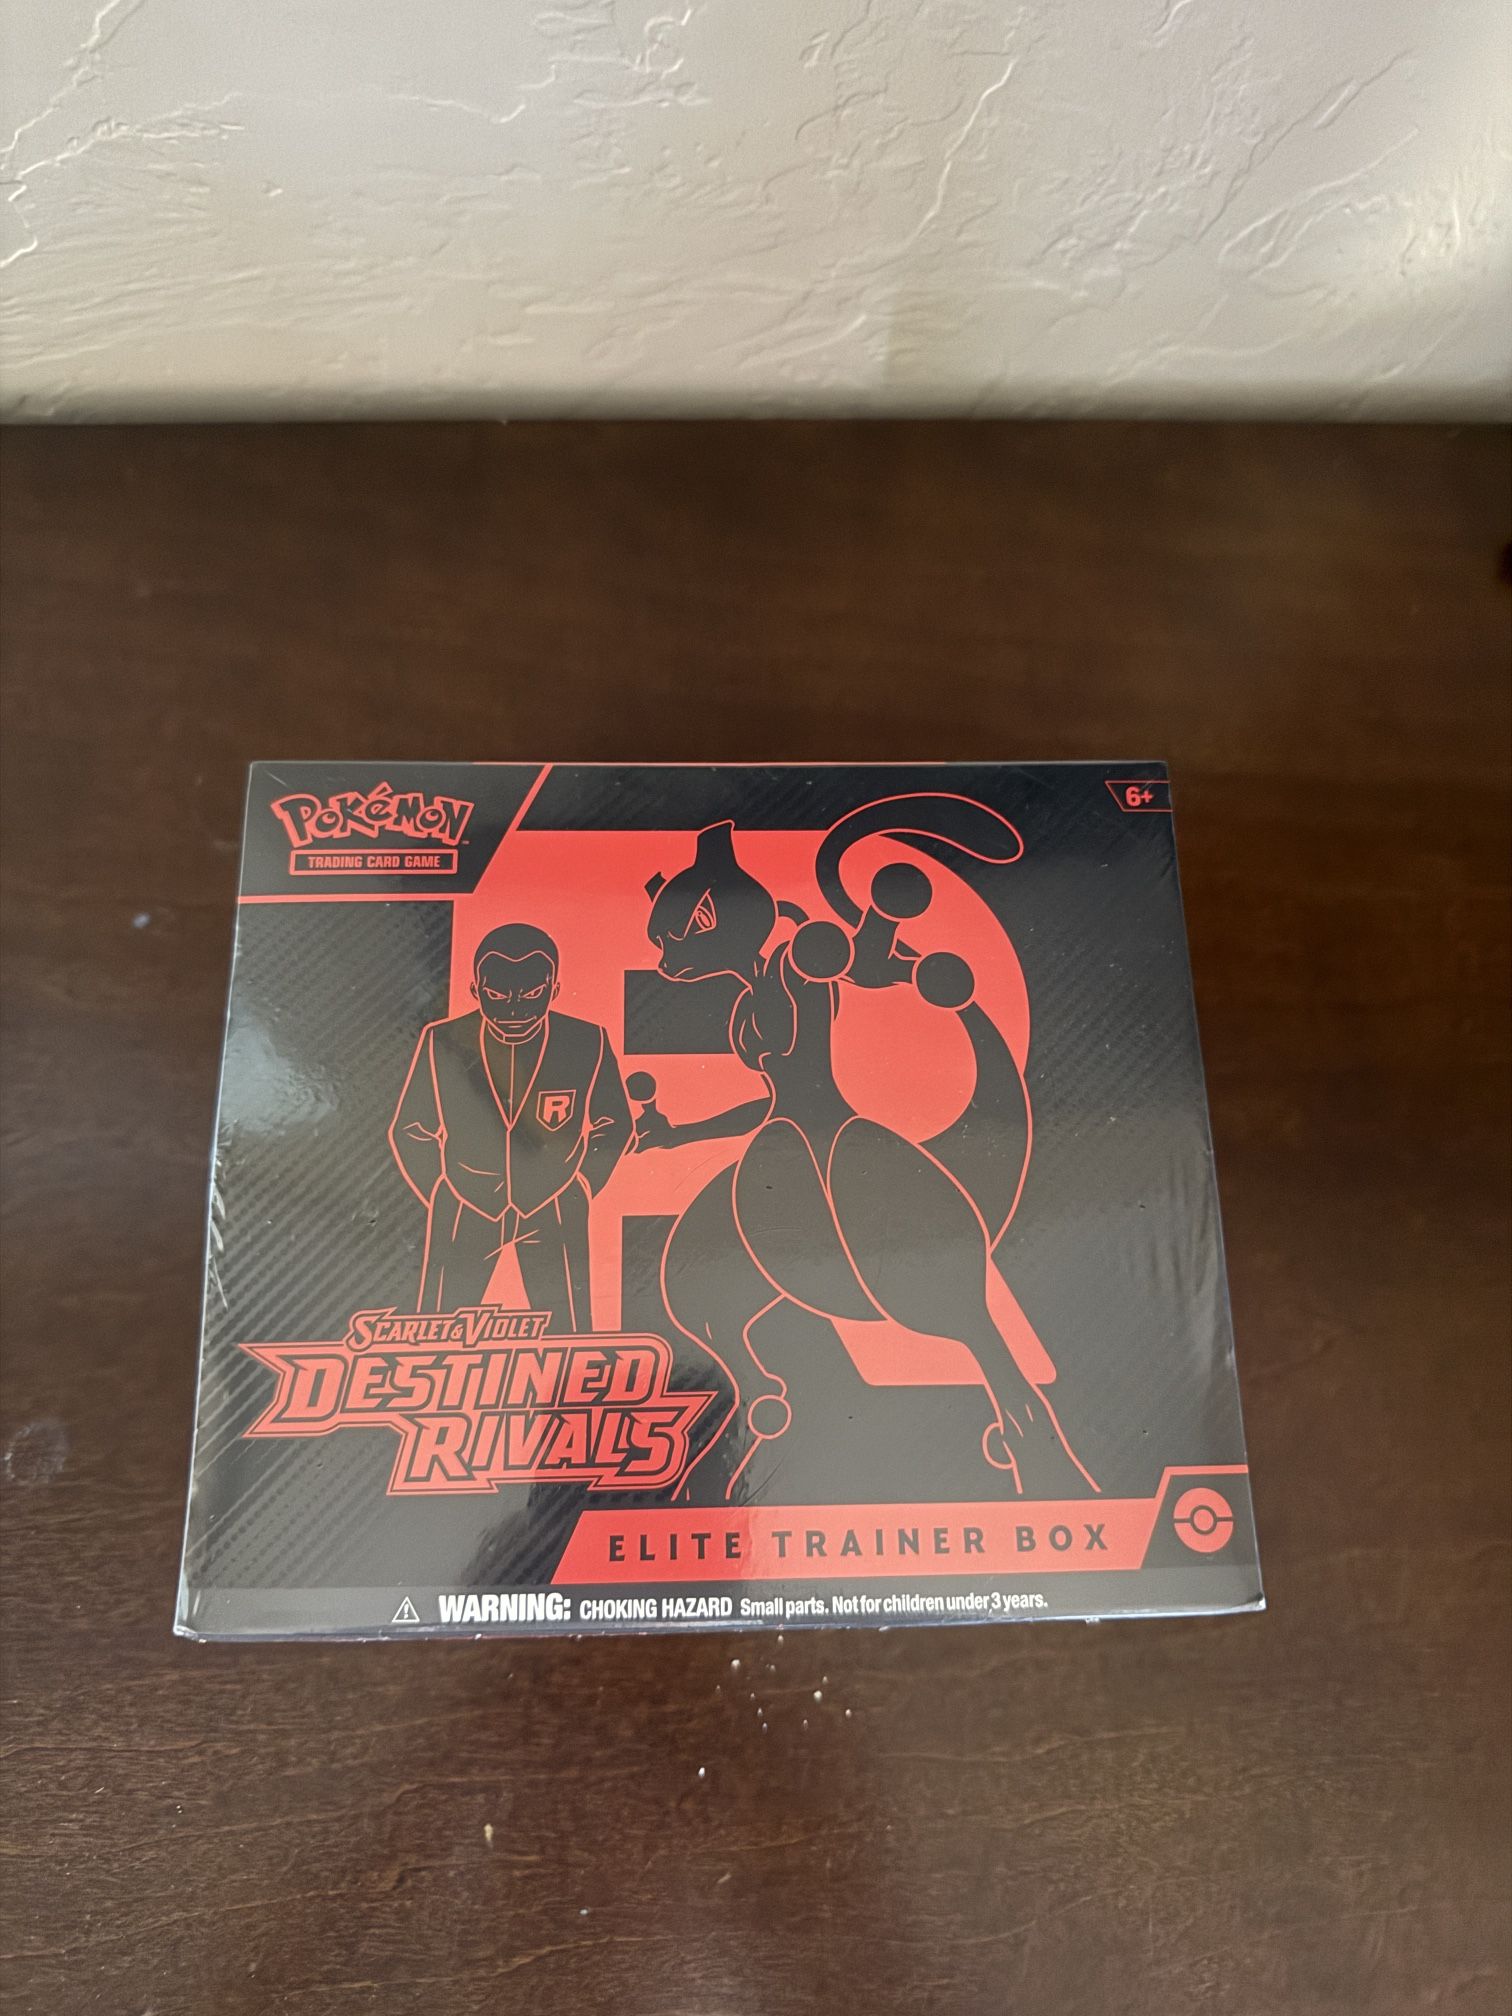 POKéMON
TRADING CARD GAME
6+
R
SCARLET & VIOLET
DESTINED
RIVALS
ELITE TRAINER BOX
WARNING: CHOKING HAZARD Small parts. Not for children under 3 years.